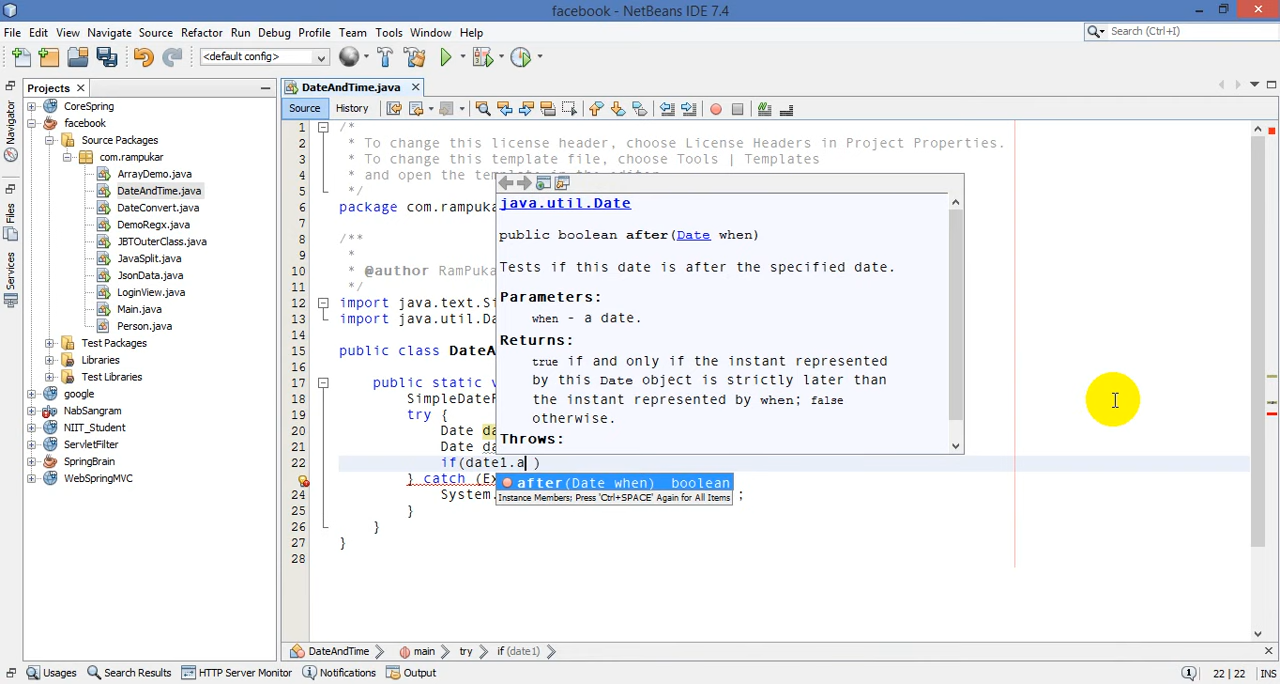 facebook - NetBeans IDE 7.4
File Edit View Navigate Source Refactor Run Debug Profile Team Tools Window Help
Search (Ctrl+I)
<default config>
Projects
DateAndTime.java
Source History
Navigator
Files
Services
CoreSpring
facebook
Source Packages
com.rampukar
ArrayDemo.java
DateAndTime.java
DateConvert.java
DemoRegx.java
JBTOuterClass.java
JavaSplit.java
JsonData.java
LoginView.java
Main.java
Person.java
Test Packages
Libraries
Test Libraries
google
NabSangram
NIIT_Student
ServletFilter
SpringBrain
WebSpringMVC
1 /*
2 * To change this license header, choose License Headers in Project Properties.
3 * To change this template file, choose Tools | Templates
4 * and open the template in the editor.
5 */
6 package com.rampuka
7
8 /**
9 *
10 * @author RamPuka
11 */
12 import java.text.Si
13 import java.util.Da
14
15 public class DateA
16
17 public static v
18 SimpleDateF
19 try {
20 Date da
21 Date da
22 if(date1.a )
} catch (Ex
24 System. ;
25 }
26 }
27 }
28
java.util.Date
public boolean after(Date when)
Tests if this date is after the specified date.
Parameters:
when - a date.
Returns:
true if and only if the instant represented
by this Date object is strictly later than
the instant represented by when; false
otherwise.
Throws:
after(Date when) boolean
Instance Members; Press 'Ctrl+SPACE' Again for All Items
DateAndTime main try if (date1)
Usages Search Results HTTP Server Monitor Notifications Output
1 22 | 22 INS